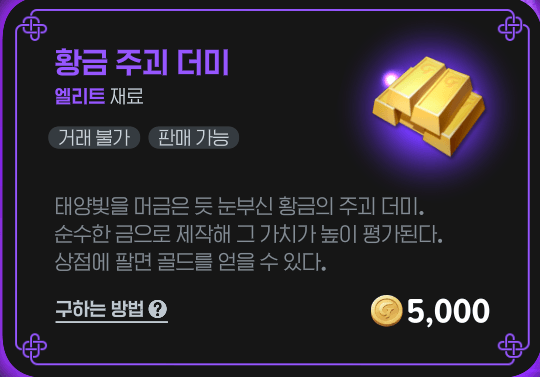 황금 주괴 더미
엘리트 재료
거래 불가 판매 가능
태양빛을 머금은 듯 눈부신 황금의 주괴 더미.
순수한 금으로 제작해 그 가치가 높이 평가된다.
상점에 팔면 골드를 얻을 수 있다.
구하는 방법 ?
5,000